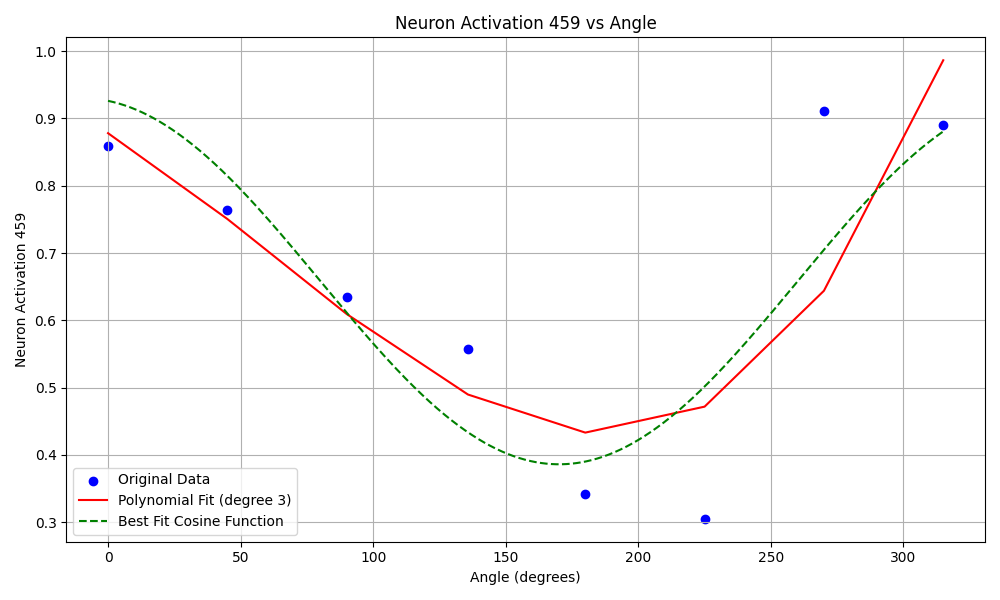 Neuron Activation 459 vs Angle
Neuron Activation 459
1.0
0.9
0.8
0.7
0.6
0.5
0.4
0.3
Original Data
Polynomial Fit (degree 3)
Best Fit Cosine Function
0 50 100 150 200 250 300
Angle (degrees)